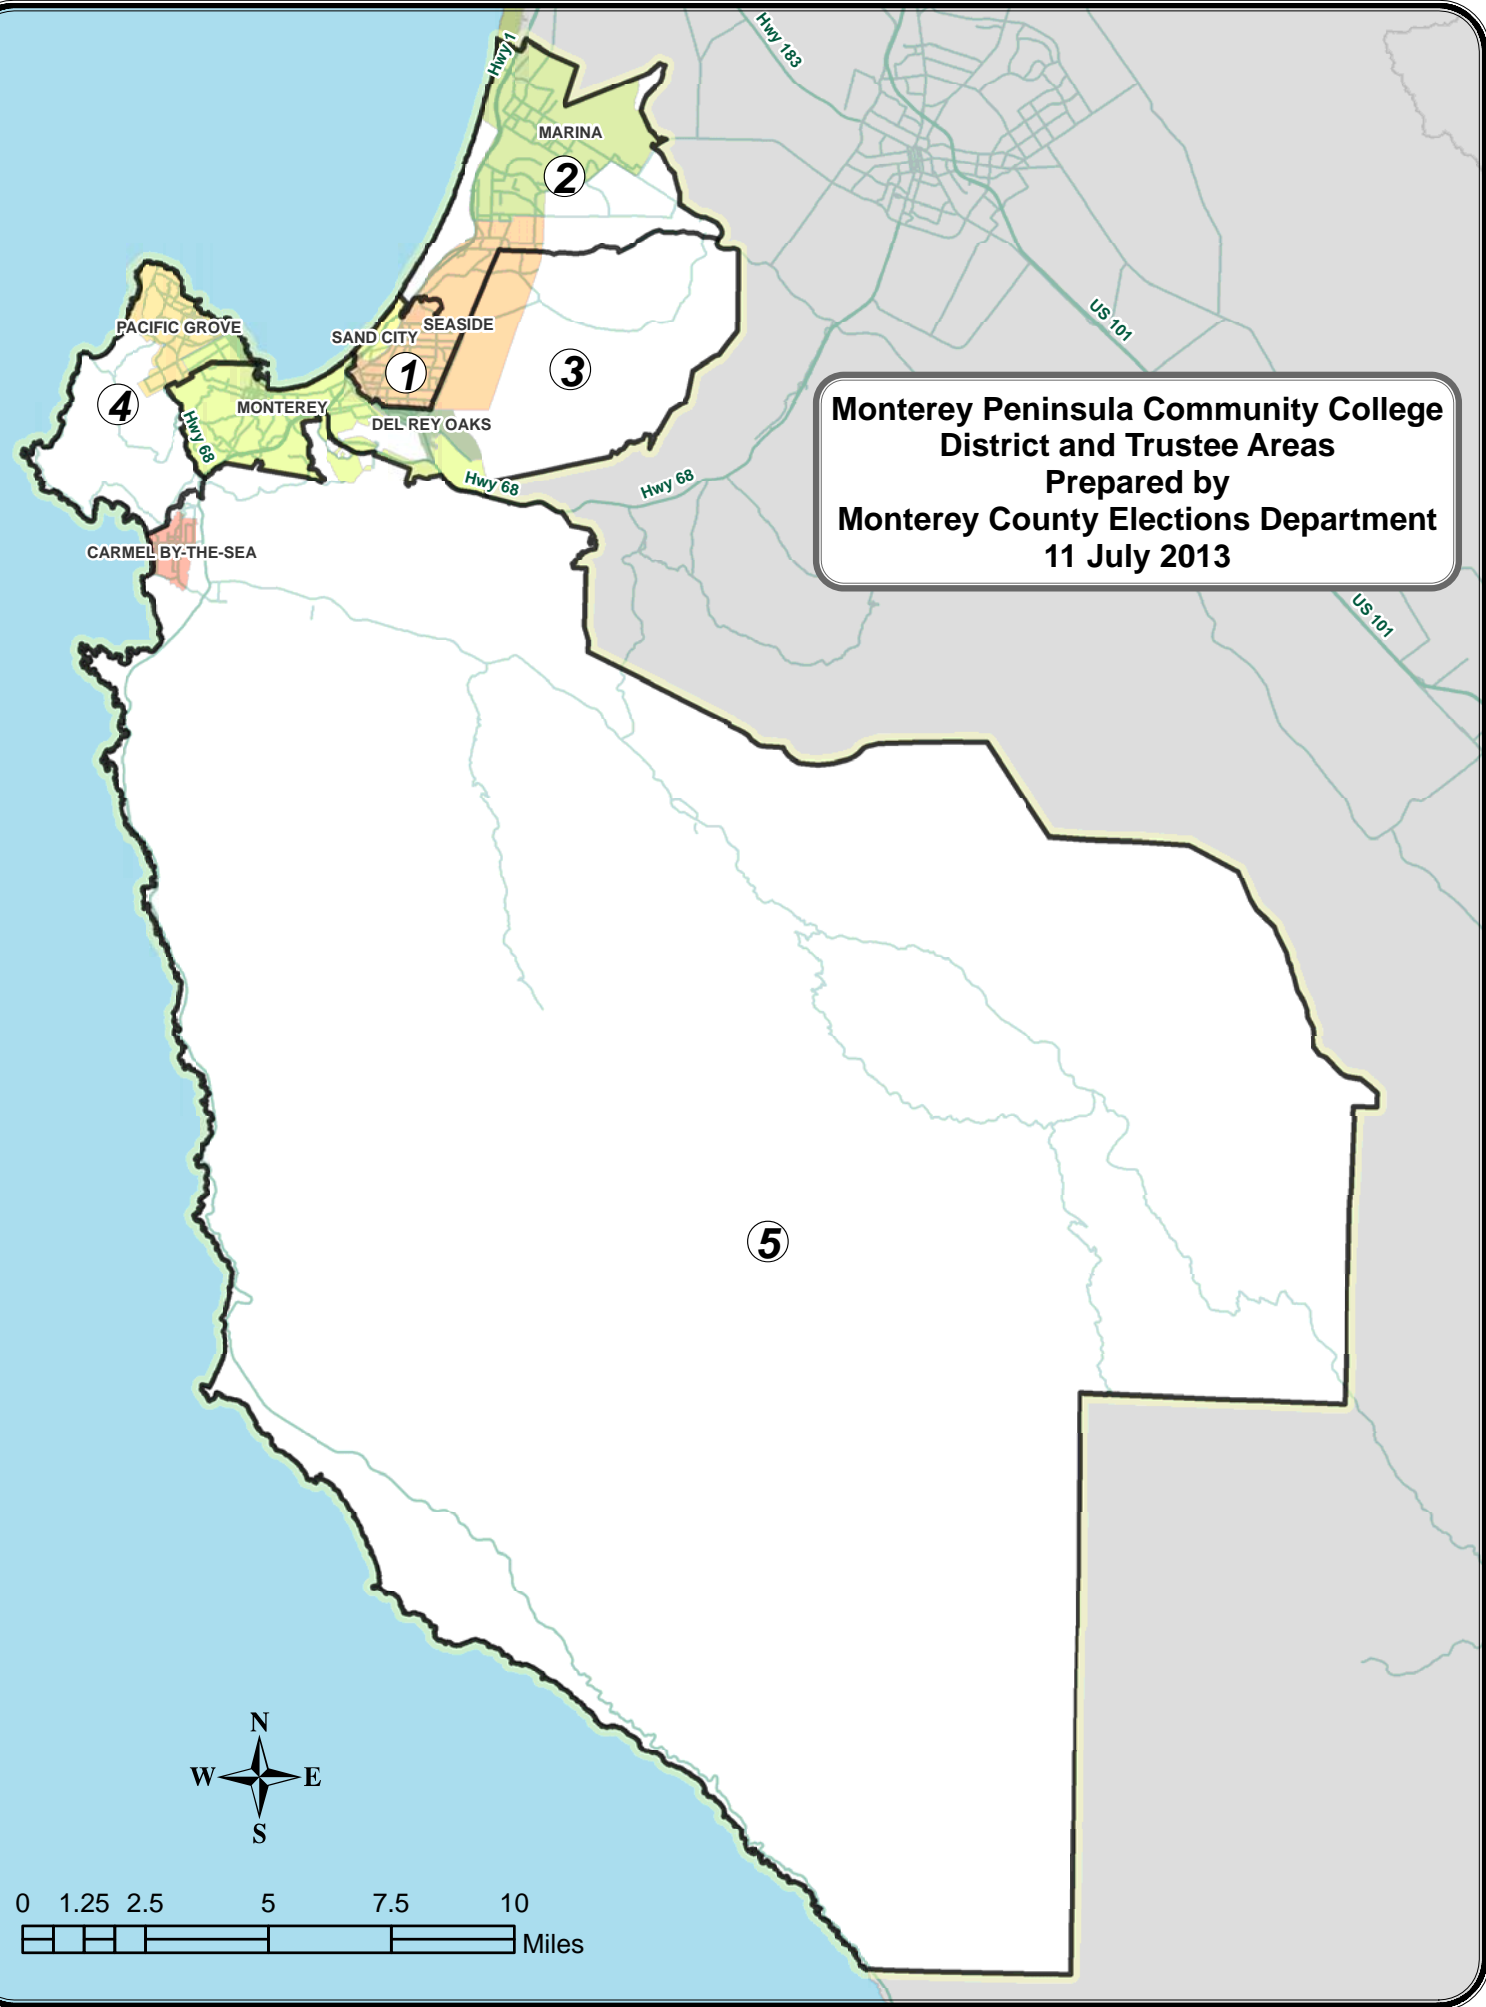 Hwy 1
Hwy 183
MARINA
2
PACIFIC GROVE
SAND CITY
SEASIDE
US 101
1
3
4
MONTEREY
DEL REY OAKS
Hwy 68
Hwy 68
Hwy 68
Monterey Peninsula Community College
District and Trustee Areas
Prepared by
Monterey County Elections Department
11 July 2013
CARMEL BY-THE-SEA
US 101
5
N
W E
S
0 1.25 2.5 5 7.5 10
Miles